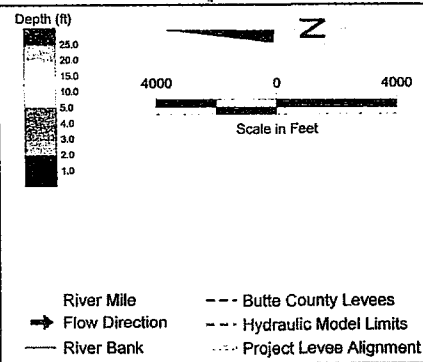 Depth (ft)
25.0
20.0
15.0
10.0
5.0
4.0
3.0
2.0
1.0
N
4000 0 4000
Scale in Feet
River Mile
Flow Direction
River Bank
Butte County Levees
Hydraulic Model Limits
Project Levee Alignment